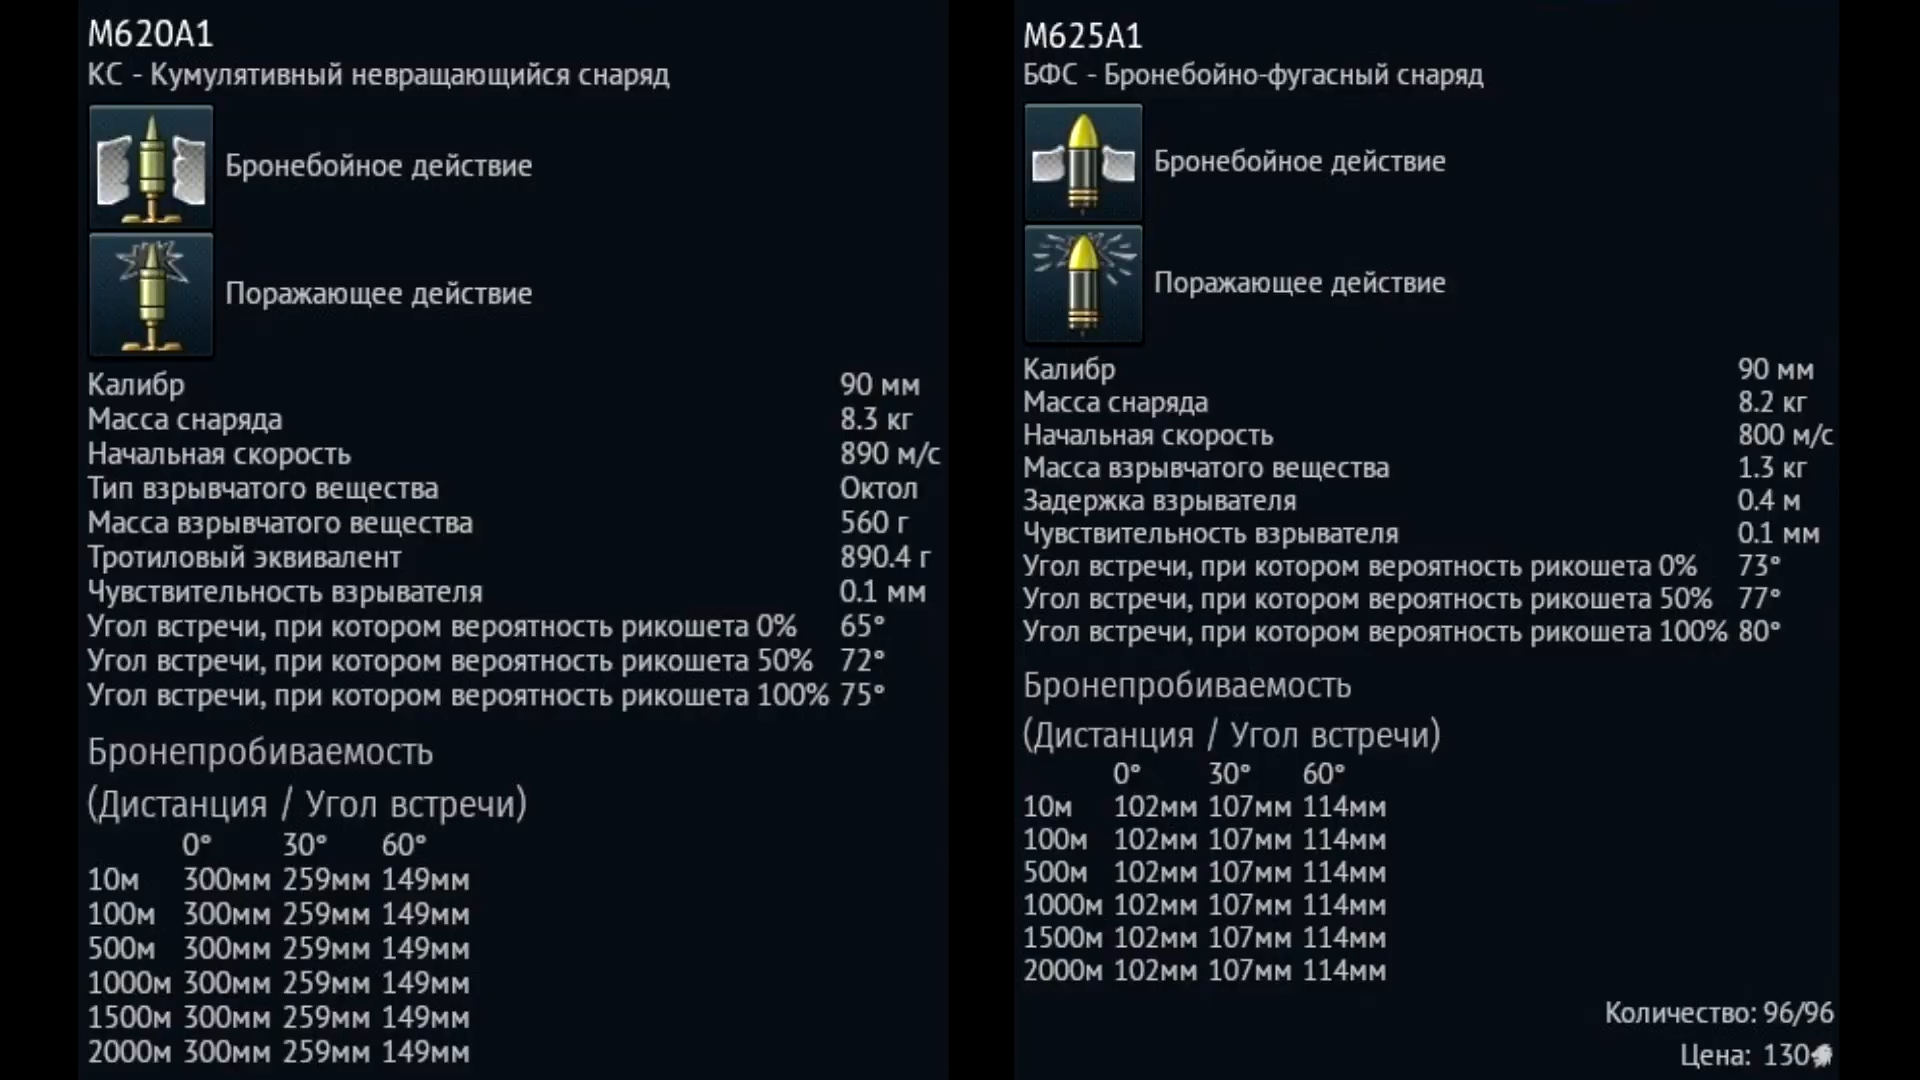 M620A1
КС - Кумулятивный невращающийся снаряд
Бронебойное действие
Поражающее действие
Калибр 90 мм
Масса снаряда 8.3 кг
Начальная скорость 890 м/с
Тип взрывчатого вещества Октол
Масса взрывчатого вещества 560 г
Тротиловый эквивалент 890.4 г
Чувствительность взрывателя 0.1 мм
Угол встречи, при котором вероятность рикошета 0% 65°
Угол встречи, при котором вероятность рикошета 50% 72°
Угол встречи, при котором вероятность рикошета 100% 75°
Бронепробиваемость
(Дистанция / Угол встречи)
0° 30° 60°
10м 300мм 259мм 149мм
100м 300мм 259мм 149мм
500м 300мм 259мм 149мм
1000м 300мм 259мм 149мм
1500м 300мм 259мм 149мм
2000м 300мм 259мм 149мм
M625A1
БФС - Бронебойно-фугасный снаряд
Бронебойное действие
Поражающее действие
Калибр 90 мм
Масса снаряда 8.2 кг
Начальная скорость 800 м/с
Масса взрывчатого вещества 1.3 кг
Задержка взрывателя 0.4 м
Чувствительность взрывателя 0.1 мм
Угол встречи, при котором вероятность рикошета 0% 73°
Угол встречи, при котором вероятность рикошета 50% 77°
Угол встречи, при котором вероятность рикошета 100% 80°
Бронепробиваемость
(Дистанция / Угол встречи)
0° 30° 60°
10м 102мм 107мм 114мм
100м 102мм 107мм 114мм
500м 102мм 107мм 114мм
1000м 102мм 107мм 114мм
1500м 102мм 107мм 114мм
2000м 102мм 107мм 114мм
Количество: 96/96
Цена: 130